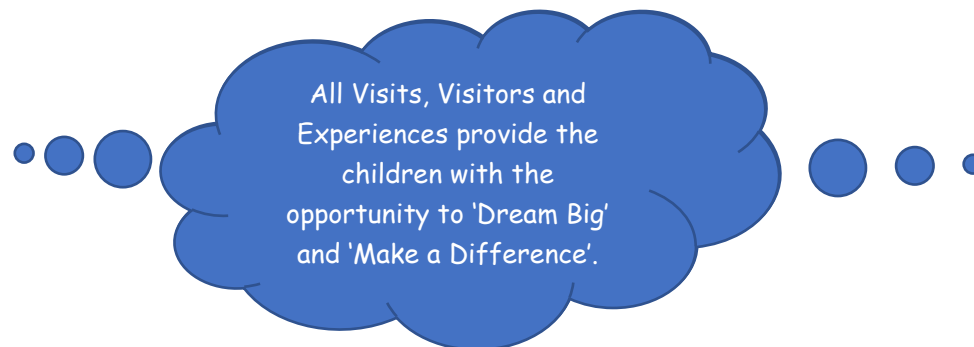 All Visits, Visitors and
Experiences provide the
children with the
opportunity to ‘Dream Big’
and ‘Make a Difference’.